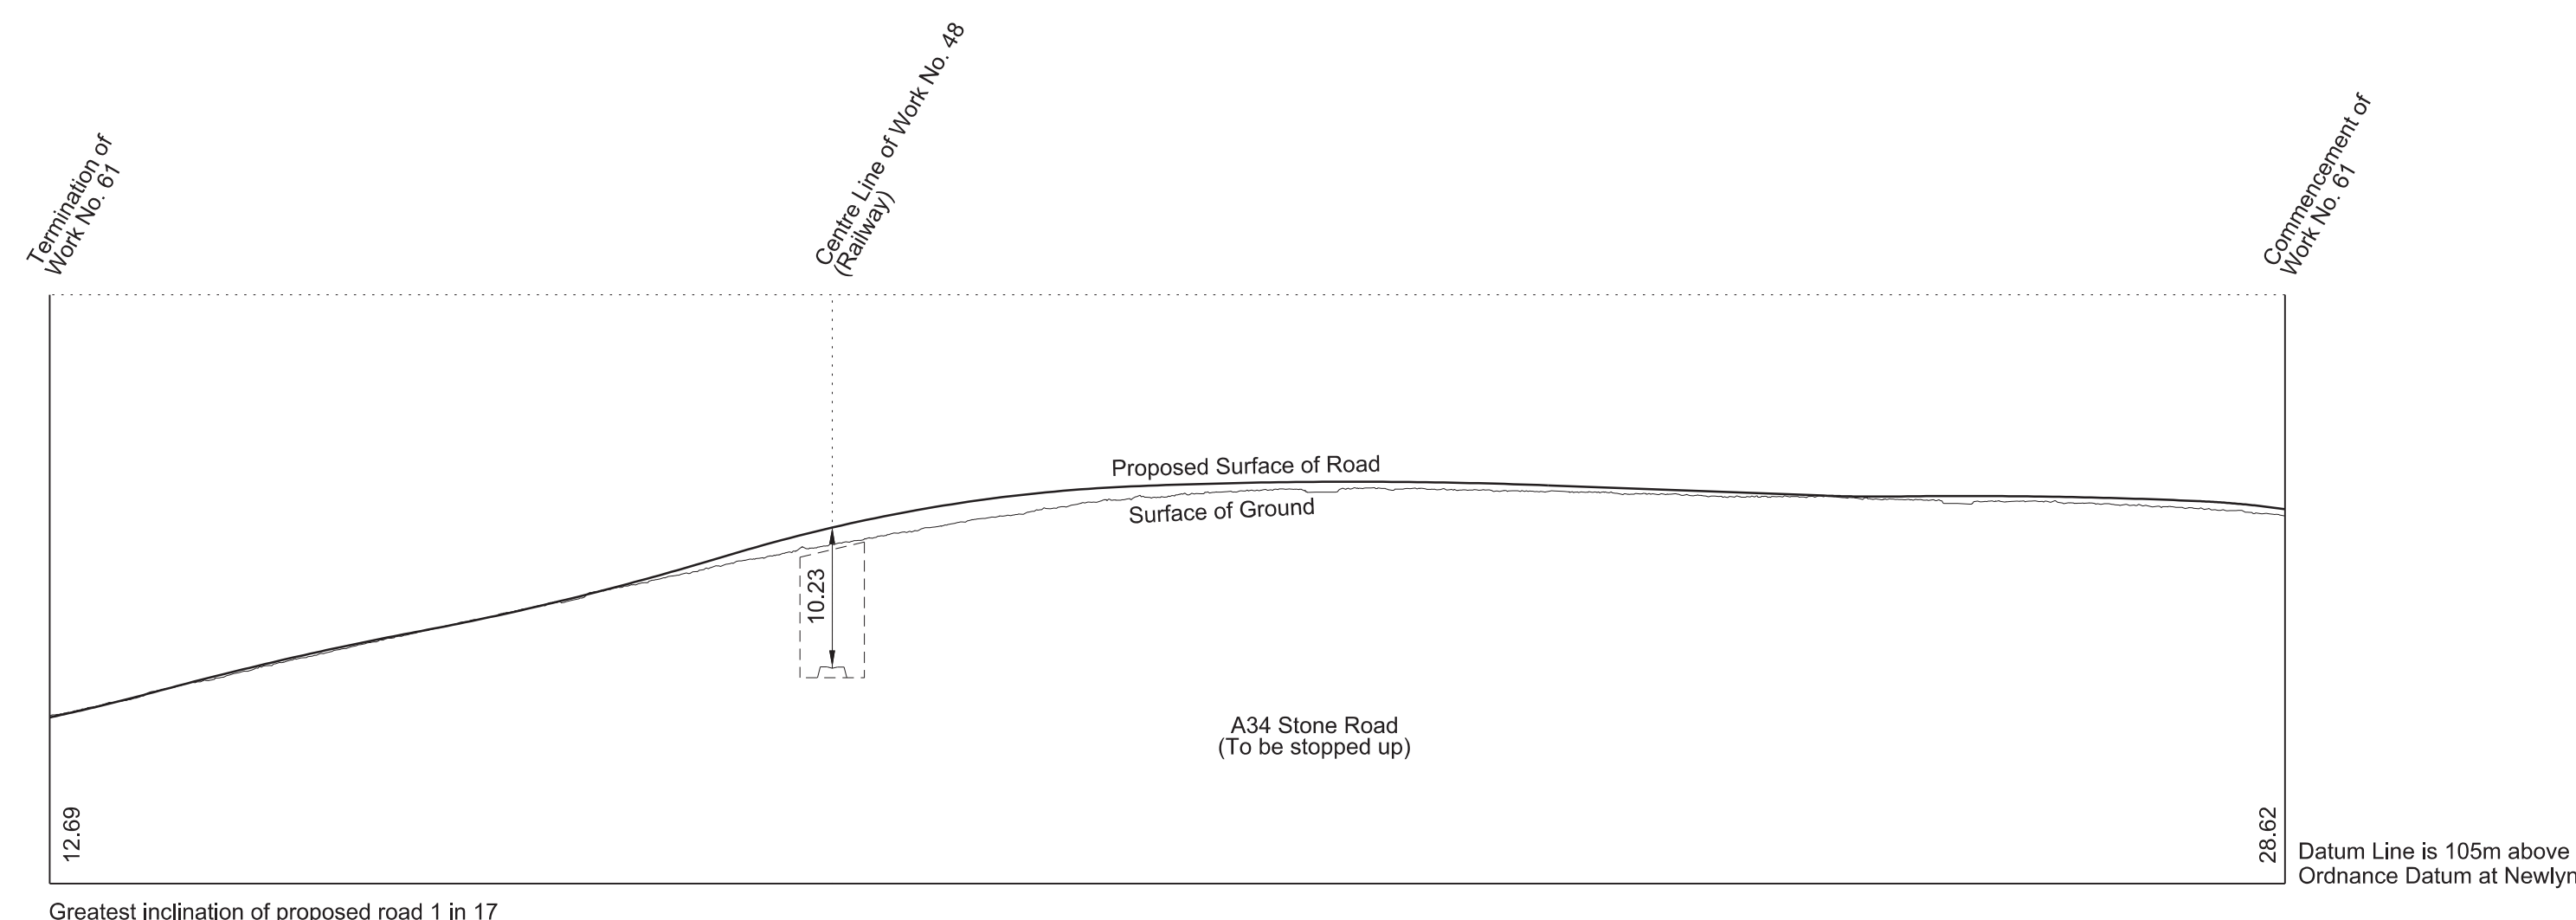 Termination of
Work No. 61
Centre Line of Work No. 48
(Railway)
Commencement of
Work No. 61
Proposed Surface of Road
Surface of Ground
10.23
A34 Stone Road
(To be stopped up)
12.69
28.62
Datum Line is 105m above
Ordnance Datum at Newlyn
Greatest inclination of proposed road 1 in 17